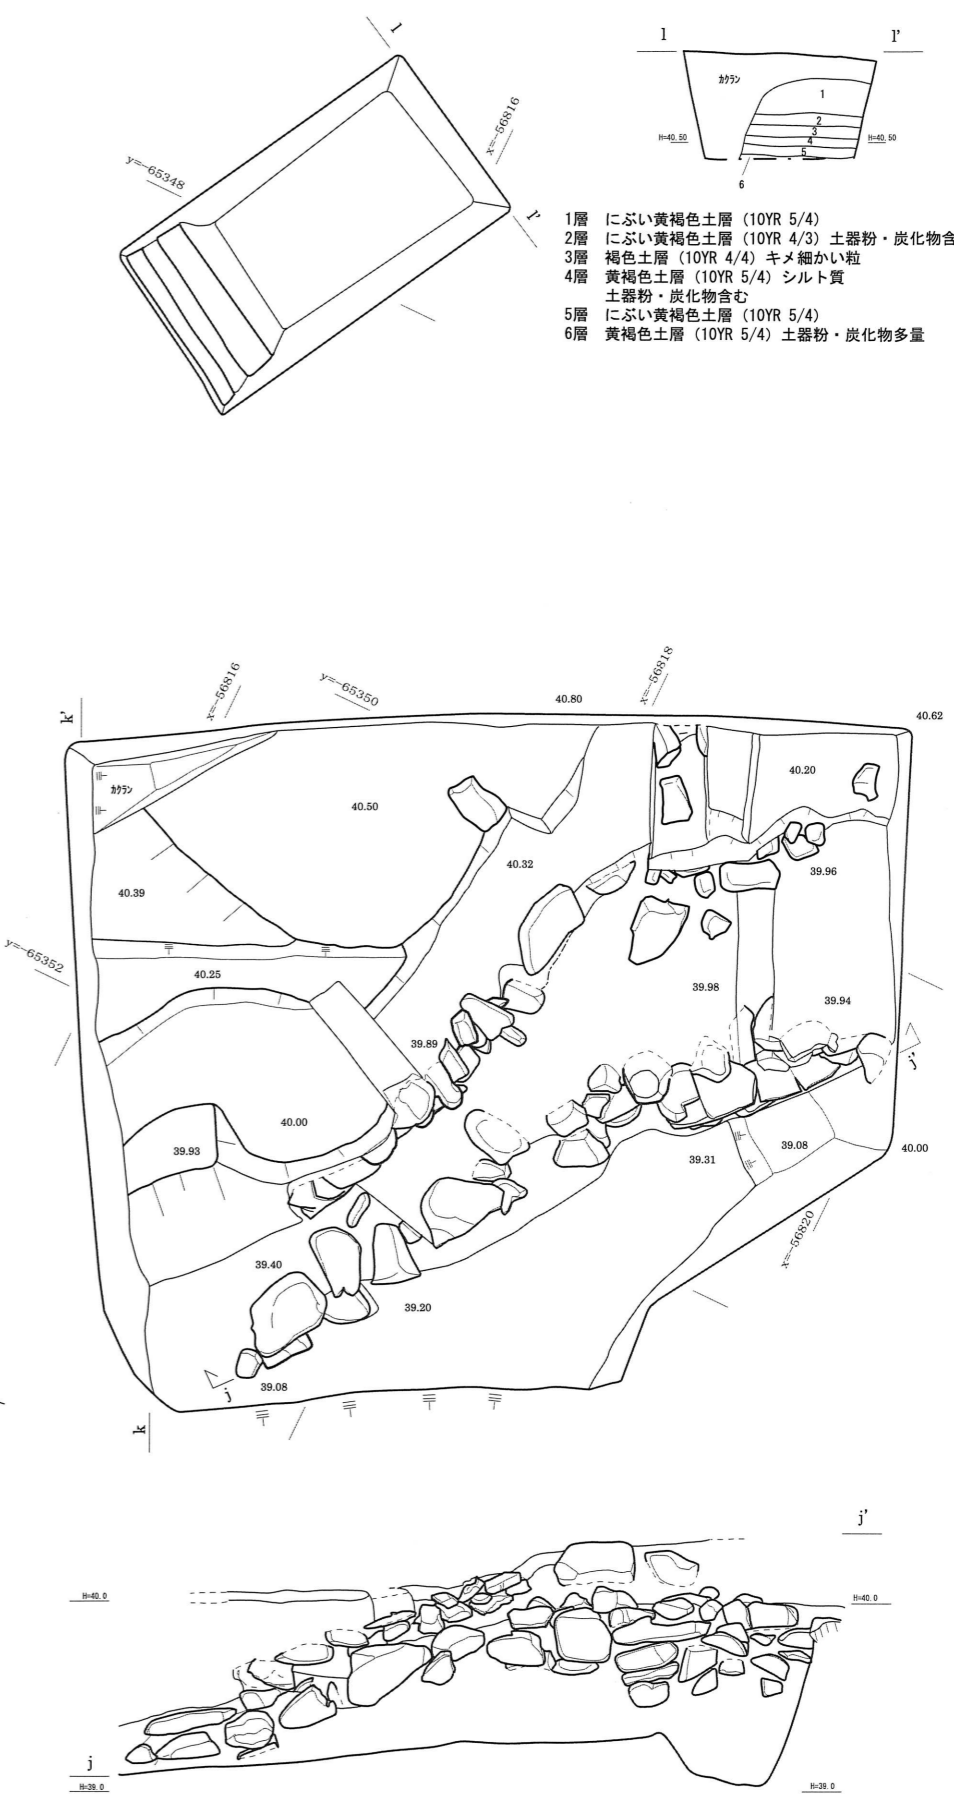 l
l
l'
カクラン
1
2
3
4
5
6
H=40.50
H=40.50
x=-56816
y=-65348
l'
1層 にぶい黄褐色土層（10YR 5/4）
2層 にぶい黄褐色土層（10YR 4/3）土器粉・炭化物含
3層 褐色土層（10YR 4/4）キメ細かい粒
4層 黄褐色土層（10YR 5/4）シルト質
土器粉・炭化物含む
5層 にぶい黄褐色土層（10YR 5/4）
6層 黄褐色土層（10YR 5/4）土器粉・炭化物多量
x=-56816
y=-65350
x=-56818
k'
40.80
40.62
カクラン
40.50
40.20
40.32
40.39
39.96
y=-65352
40.25
39.98
39.94
39.89
j'
40.00
39.93
39.31
39.08
40.00
x=-56820
39.40
39.20
39.08
j
k
j'
H=40.0
H=40.0
j
H=39.0
H=39.0